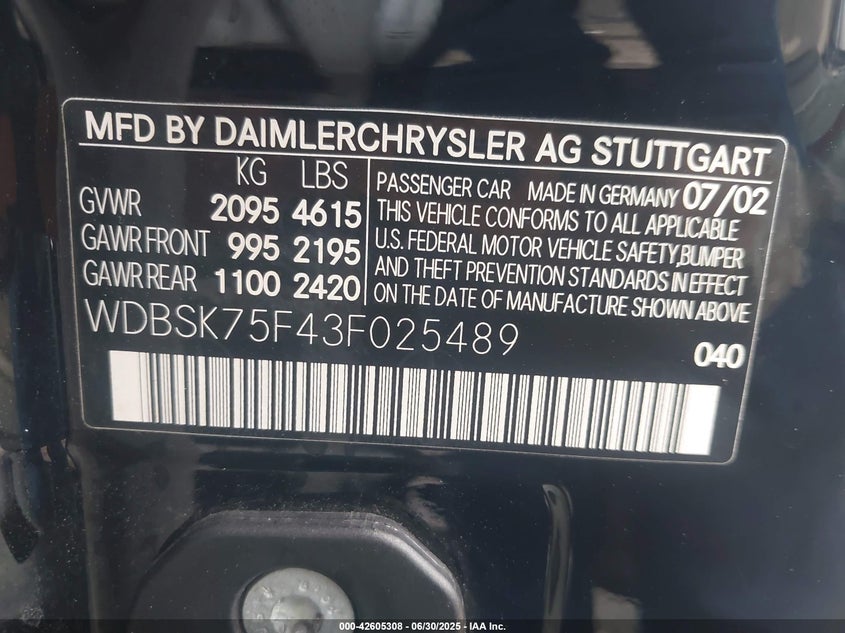 MFD BY DAIMLERCHRYSLER AG STUTTGART
KG LBS
GVWR 2095 4615
GAWR FRONT 995 2195
GAWR REAR 1100 2420
PASSENGER CAR MADE IN GERMANY 07/02
THIS VEHICLE CONFORMS TO ALL APPLICABLE
U.S. FEDERAL MOTOR VEHICLE SAFETY,BUMPER
AND THEFT PREVENTION STANDARDS IN EFFECT
ON THE DATE OF MANUFACTURE SHOWN ABOVE
WDBSK75F43F025489
040
000-42605308 - 06/30/2025 - IAA Inc.